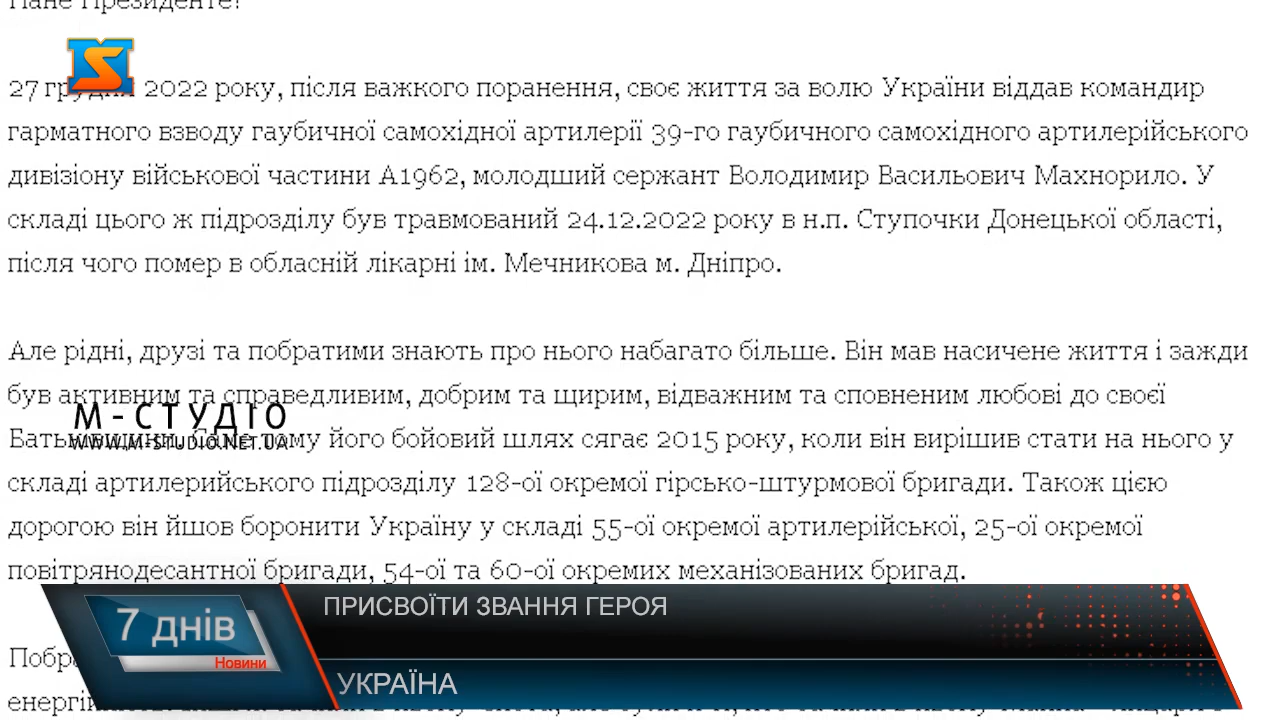 Пане Президенте!
27 грудня 2022 року, після важкого поранення, своє життя за волю України віддав командир
гарматного взводу гаубичної самохідної артилерії 39-го гаубичного самохідного артилерійського
дивізіону військової частини А1962, молодший сержант Володимир Васильович Махнорило. У
складі цього ж підрозділу був травмований 24.12.2022 року в н.п. Ступочки Донецької області,
після чого помер в обласній лікарні ім. Мечникова м. Дніпро.
Але рідні, друзі та побратими знають про нього набагато більше. Він мав насичене життя і зажди
був активним та справедливим, добрим та щирим, відважним та сповненим любові до своєї
М-СТУДІО
Батьківщини. Саме тому його бойовий шлях сягає 2015 року, коли він вирішив стати на нього у
WWW.M-STUDIO.NET.UA
складі артилерийського підрозділу 128-ої окремої гірсько-штурмової бригади. Також цією
дорогою він йшов боронити Україну у складі 55-ої окремої артилерійської, 25-ої окремої
повітрянодесантної бригади, 54-ої та 60-ої окремих механізованих бригад.
ПРИСВОЇТИ ЗВАННЯ ГЕРОЯ
7 днів
Новини
УКРАЇНА